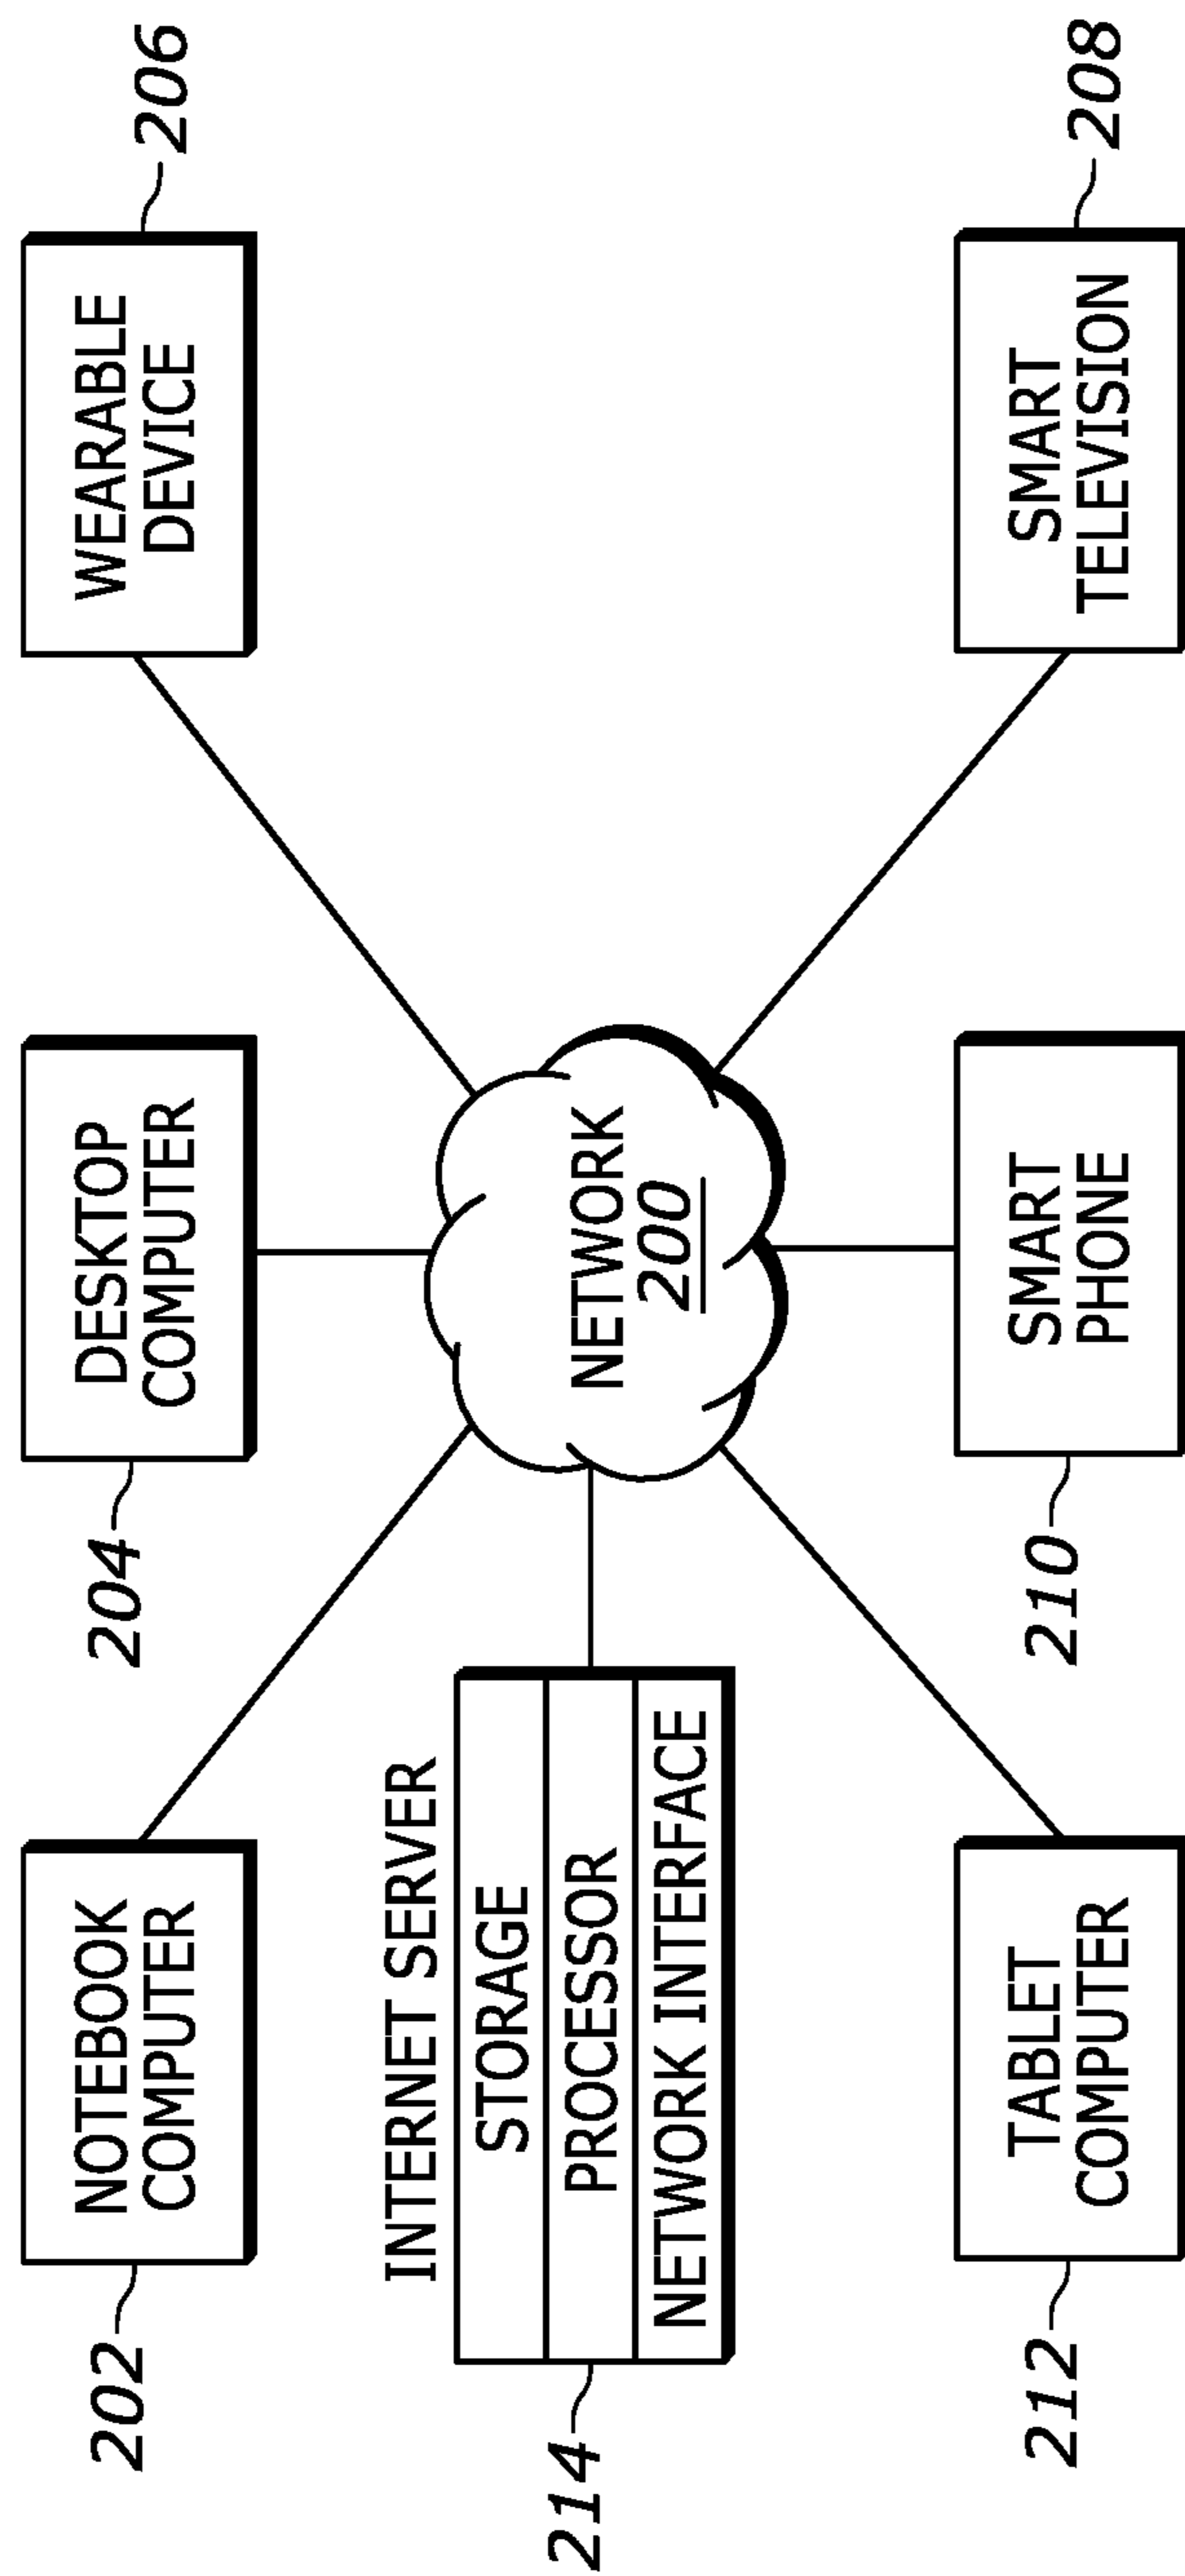 NOTEBOOK
COMPUTER
202
DESKTOP
COMPUTER
204
WEARABLE
DEVICE
206
INTERNET SERVER
STORAGE
PROCESSOR
NETWORK INTERFACE
214
NETWORK
200
TABLET
COMPUTER
212
SMART
PHONE
210
SMART
TELEVISION
208